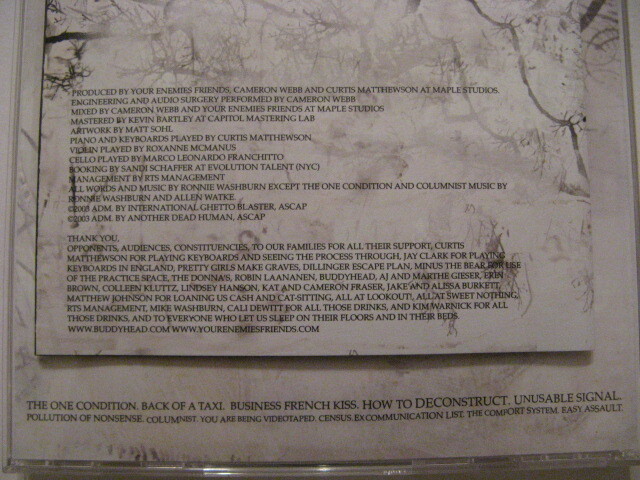 PRODUCED BY YOUR ENEMIES FRIENDS, CAMERON WEBB AND CURTIS MATTHEWSON AT MAPLE STUDIOS.
ENGINEERING AND AUDIO SURGERY PERFORMED BY CAMERON WEBB
MIXED BY CAMERON WEBB AND YOUR ENEMIES FRIENDS AT MAPLE STUDIOS
MASTERED BY KEVIN BARTLEY AT CAPITOL MASTERING LAB
ARTWORK BY MATT SOHL
PIANO AND KEYBOARDS PLAYED BY CURTIS MATTHEWSON
VIOLIN PLAYED BY ROXANNE MCMANUS
CELLO PLAYED BY MARCO LEONARDO FRANCHITTO
BOOKING BY SANDI SCHAFFER AT EVOLUTION TALENT (NYC)
MANAGEMENT BY RTS MANAGEMENT
ALL WORDS AND MUSIC BY RONNIE WASHBURN EXCEPT THE ONE CONDITION AND COLUMNIST MUSIC BY
RONNIE WASHBURN AND ALLEN WATKE.
©2003 ADM. BY INTERNATIONAL GHETTO BLASTER, ASCAP
©2003 ADJ. BY ANOTHER DEAD HUMAN, ASCAP
THANK YOU,
OPPONENTS, AUDIENCES, CONSTITUENCIES, TO OUR FAMILIES FOR ALL THEIR SUPPORT, CURTIS
MATTHEWSON FOR PLAYING KEYBOARDS AND SEEING THE PROCESS THROUGH, JAY CLARK FOR PLAYING
KEYBOARDS IN ENGLAND, PRETTY GIRLS MAKE GRAVES, DILLINGER ESCAPE PLAN, MINUS THE BEAR FOR USE
OF THE PRACTICE SPACE, THE DONNAS, ROBIN LAANANEN, BUDDYHEAD, AJ AND MARTHE GIESER, ERIN
BROWN, COLLEEN KLUTTZ, LINDSEY HANSON, KAT AND CAMERON FRASER, JAKE AND ALISSA BURKETT,
MATTHEW JOHNSON FOR LOANING US CASH AND CAT-SITTING, ALL AT LOOKOUT, ALL AT SWEET NOTHING,
RTS MANAGEMENT, MIKE WASHBURN, CALI DEWITT FOR ALL THOSE DRINKS, AND KIM WARNICK FOR ALL
THOSE DRINKS, AND TO EVERYONE WHO LET US SLEEP ON THEIR FLOORS AND IN THEIR BEDS.
WWW.BUDDYHEAD.COM WWW.YOURENEMIESFRIENDS.COM
THE ONE CONDITION. BACK OF A TAXI. BUSINESS FRENCH KISS. HOW TO DECONSTRUCT. UNUSABLE SIGNAL.
POLLUTION OF NONSENSE. COLUMNIST. YOU ARE BEING VIDEOTAPED. CENSUS. EXCOMMUNICATION LIST. THE COMFORT SYSTEM. EASY ASSAULT.